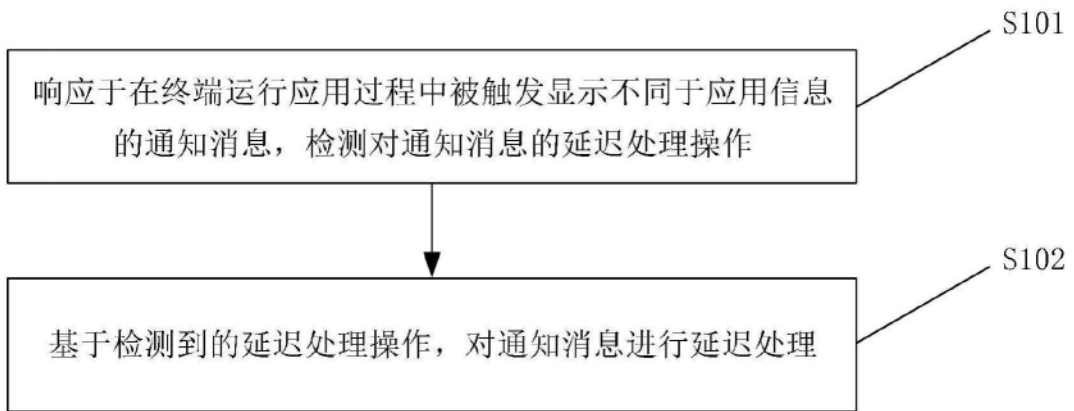 S101
响应于在终端运行应用过程中被触发显示不同于应用信息
的通知消息，检测对通知消息的延迟处理操作
S102
基于检测到的延迟处理操作，对通知消息进行延迟处理